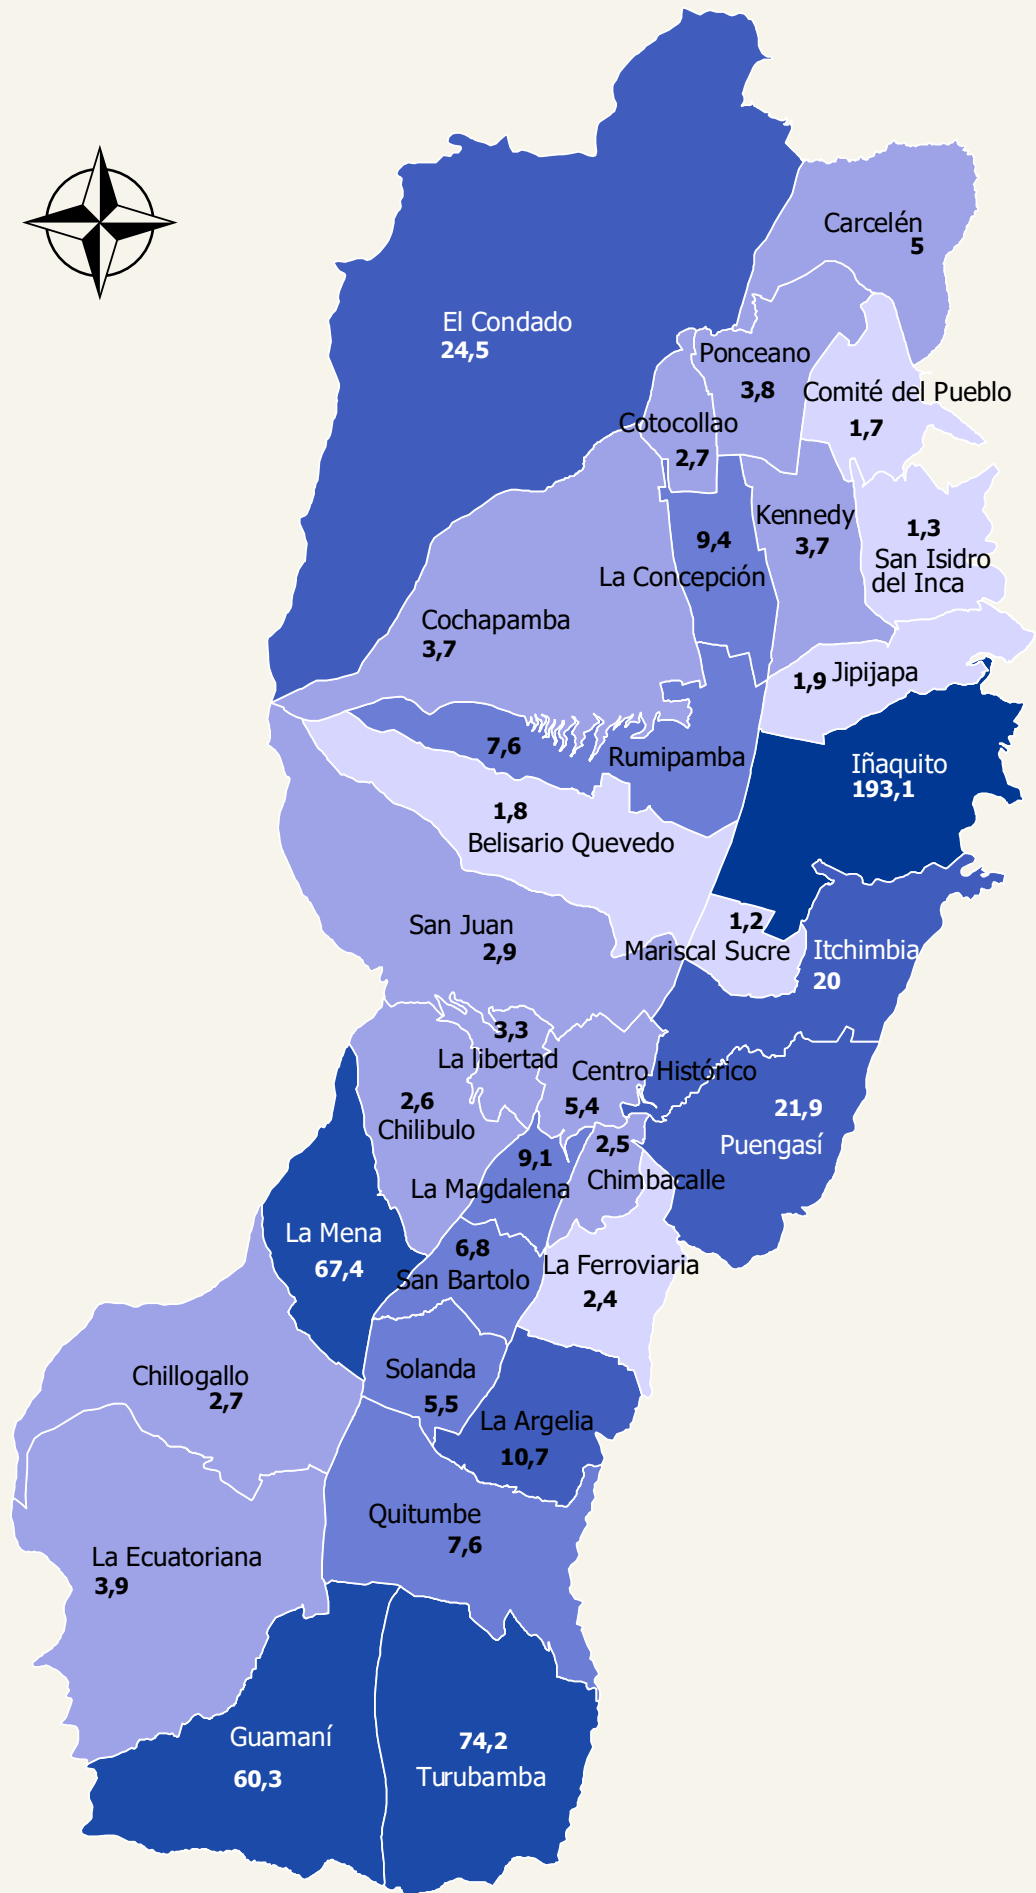 Carcelén
5
El Condado
24,5
Ponceano
3,8
Comité del Pueblo
1,7
Cotocollao
2,7
Kennedy
3,7
9,4
La Concepción
1,3
San Isidro
del Inca
Cochapamba
3,7
1,9
Jipijapa
7,6
Rumipamba
Iñaquito
193,1
1,8
Belisario Quevedo
San Juan
2,9
1,2
Mariscal Sucre
Itchimbia
20
3,3
La libertad
Centro Histórico
5,4
2,6
Chilibulo
21,9
Puengasí
9,1
La Magdalena
2,5
Chimbacalle
La Mena
67,4
6,8
San Bartolo
La Ferroviaria
2,4
Chillogallo
2,7
Solanda
5,5
La Argelia
10,7
Quitumbe
7,6
La Ecuatoriana
3,9
Guamaní
60,3
74,2
Turubamba